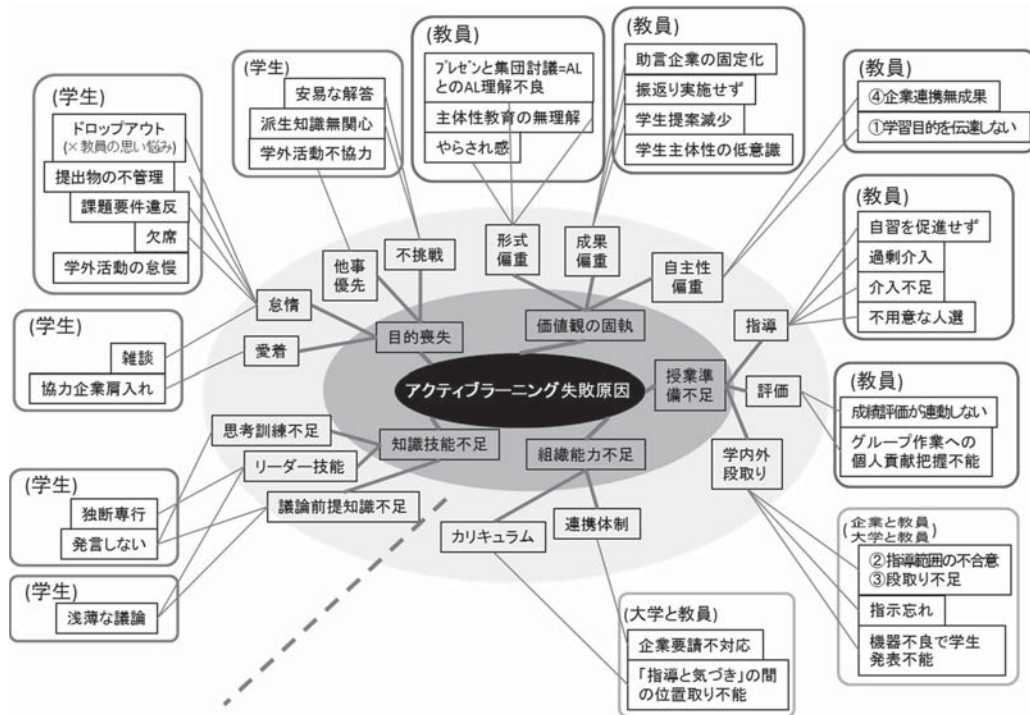 (学生)
ドロップアウト
(×教員の思い悩み)
提出物の不管理
課題要件違反
欠席
学外活動の怠慢
(学生)
安易な解答
派生知識無関心
学外活動不協力
(教員)
プレゼンと集団討議=AL
とのAL理解不良
主体性教育の無理解
やらされ感
(教員)
助言企業の固定化
振返り実施せず
学生提案減少
学生主体性の低意識
(教員)
④企業連携無成果
①学習目的を伝達しない
(教員)
自習を促進せず
過剰介入
介入不足
不用意な人選
怠惰
他事
優先
不挑戦
形式
偏重
成果
偏重
自主性
偏重
指導
(学生)
雑談
協力企業肩入れ
愛着
目的喪失
価値観の固執
アクティブラーニング失敗原因
授業準
備不足
評価
(教員)
成績評価が連動しない
グループ作業への
個人貢献把握不能
思考訓練不足
リーダー技能
議論前提知識不足
知識技能不足
組織能力不足
学内外
段取り
カリキュラム
連携体制
(学生)
独断専行
発言しない
(学生)
浅薄な議論
(大学と教員)
企業要請不対応
「指導と気づき」の間
の位置取り不能
(企業と教員
大学と教員)
②指導範囲の不合意
③段取り不足
指示忘れ
機器不良で学生
発表不能